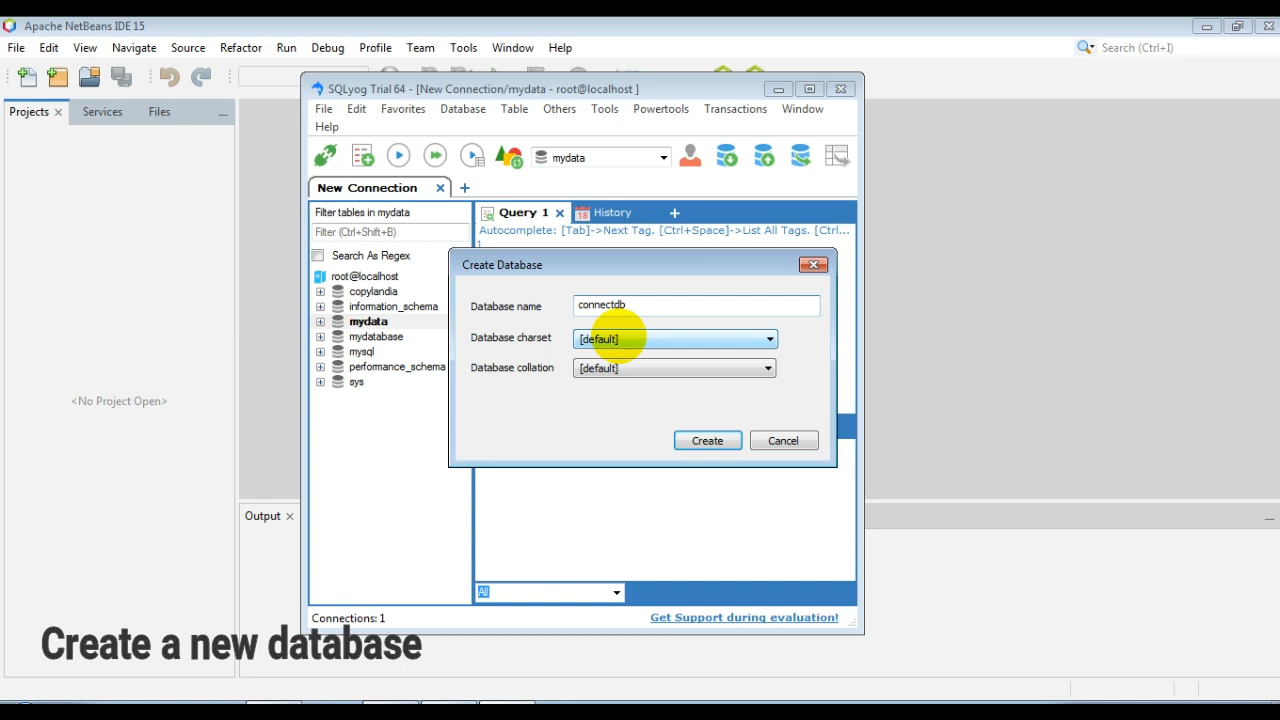 Apache NetBeans IDE 15
File Edit View Navigate Source Refactor Run Debug Profile Team Tools Window Help
Search (Ctrl+I)
Projects Services Files
<No Project Open>
Output
SQLyog Trial 64 - [New Connection/mydata - root@localhost ]
File Edit Favorites Database Table Others Tools Powertools Transactions Window
Help
mydata
New Connection
Filter tables in mydata
Filter (Ctrl+Shift+B)
Search As Regex
root@localhost
copylandia
information_schema
mydata
mydatabase
mysql
performance_schema
sys
Query 1
18 History
Autocomplete: [Tab]->Next Tag. [Ctrl+Space]->List All Tags. [Ctrl...
1
Create Database
Database name connectdb
Database charset [default]
Database collation [default]
Create Cancel
All
Connections: 1
Get Support during evaluation!
Create a new database